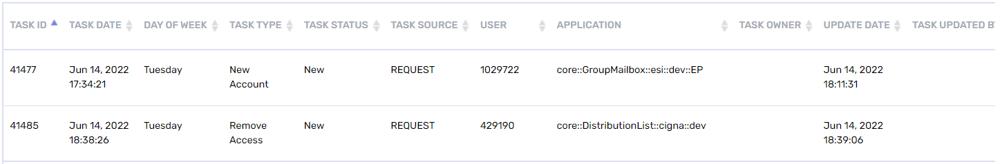 TASK ID TASK DATE DAY OF WEEK TASK TYPE TASK STATUS TASK SOURCE USER APPLICATION TASK OWNER UPDATE DATE TASK UPDATED
41477 Jun 14, 2022 Tuesday New New REQUEST 1029722 core::GroupMailbox::esi::dev::EP Jun 14, 2022
17:34:21 Account 18:11:31
41485 Jun 14, 2022 Tuesday Remove New REQUEST 429190 core::DistributionList::cigna::dev Jun 14, 2022
18:38:26 Access 18:39:06